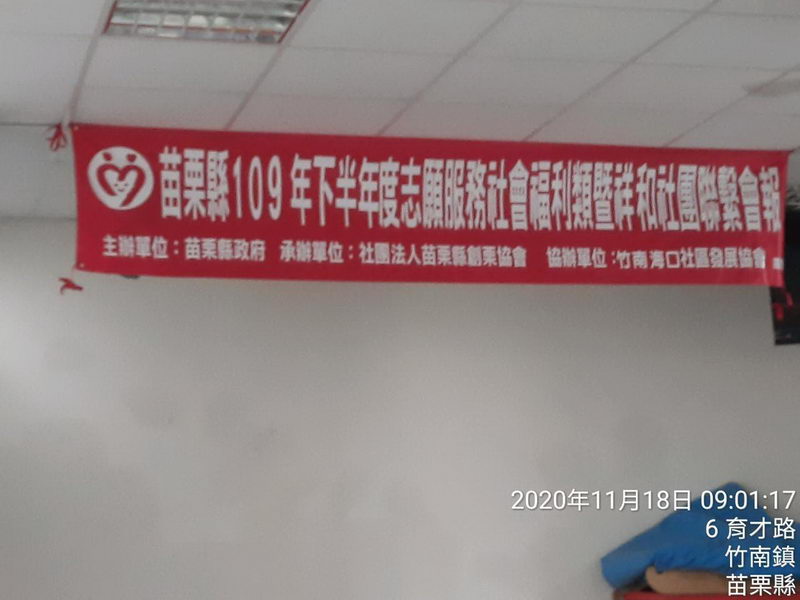 苗栗縣109年下半年度志願服務社會福利類暨祥和社團聯繫會報
主辦單位：苗栗縣政府 承辦單位：社團法人苗栗縣創栗協會 協辦單位：竹南海口社區發展協會
2020年11月18日 09:01:17
6 育才路
竹南鎮
苗栗縣